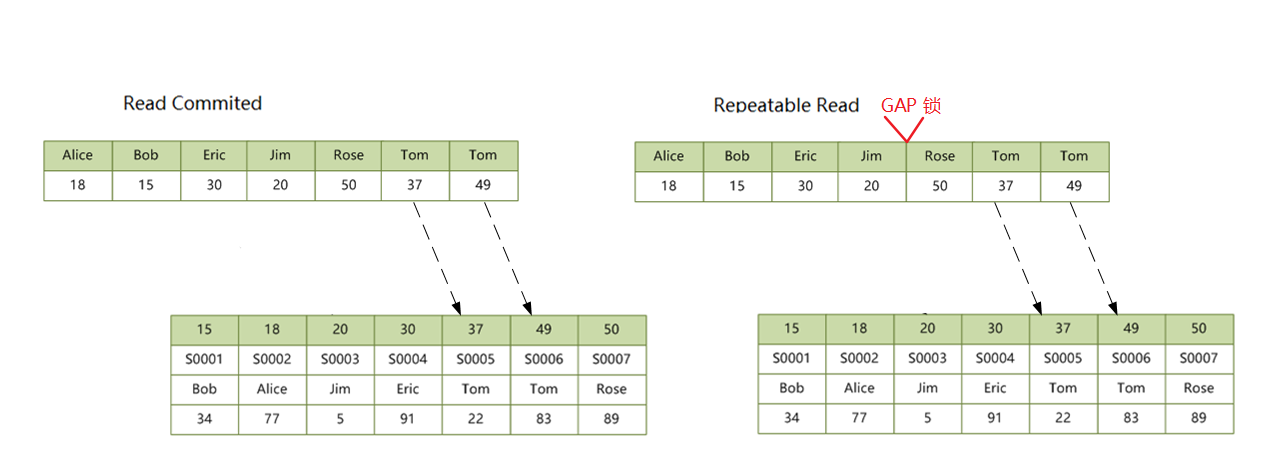 Read Commited
Alice Bob Eric Jim Rose Tom Tom
18 15 30 20 50 37 49
15 18 20 30 37 49 50
S0001 S0002 S0003 S0004 S0005 S0006 S0007
Bob Alice Jim Eric Tom Tom Rose
34 77 5 91 22 83 89
Repeatable Read GAP 锁
Alice Bob Eric Jim Rose Tom Tom
18 15 30 20 50 37 49
15 18 20 30 37 49 50
S0001 S0002 S0003 S0004 S0005 S0006 S0007
Bob Alice Jim Eric Tom Tom Rose
34 77 5 91 22 83 89